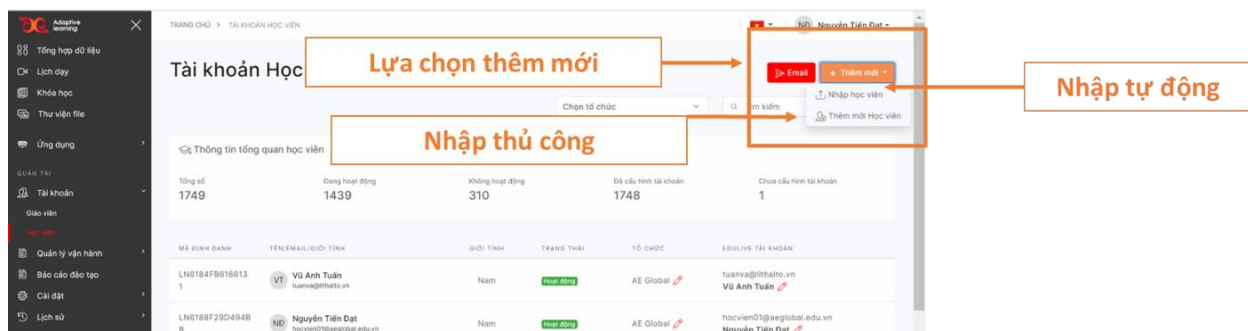 Adaptive learning
TRANG CHỦ > TÀI KHOẢN HỌC VIÊN
Nguyễn Tiến Đạt
Tổng hợp dữ liệu
Lịch dạy
Khóa học
Thư viện file
Ứng dụng
QUẢN TRỊ
Tài khoản
Giáo viên
Học viên
Quản lý vận hành
Báo cáo đào tạo
Cài đặt
Lịch sử
Tài khoản Học
Lựa chọn thêm mới
Email
+ Thêm mới
Nhập học viên
Thêm mới Học viên
Nhập tự động
Chọn tổ chức
kiếm
Nhập thủ công
Thông tin tổng quan học viên
Tổng số Đang hoạt động Không hoạt động Đã cấu hình tài khoản Chưa cấu hình tài khoản
1749 1439 310 1748 1
MÃ ĐỊNH DANH TÊN/EMAIL/GIỚI TÍNH GIỚI TÍNH TRẠNG THÁI TỔ CHỨC EDULIVE TÀI KHOẢN
LN6184FB616613 VT Vũ Anh Tuấn Nam Hoạt động AE Global tuanva@lithaito.vn
1 tuanva@lithaito.vn Vũ Anh Tuấn
LN6188F29D494B NĐ Nguyễn Tiến Đạt Nam Hoạt động AE Global hocvien01@aeglobal.edu.vn
hocvien01@aeglobal.edu.vn Nguyễn Tiến Đạt